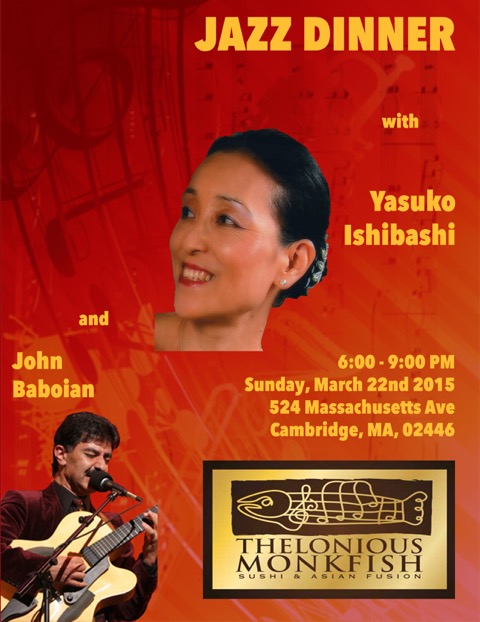 JAZZ DINNER
with
Yasuko
Ishibashi
and
John
Baboian
6:00 - 9:00 PM
Sunday, March 22nd 2015
524 Massachusetts Ave
Cambridge, MA, 02446
THELONIOUS
MONKFISH
SUSHI & ASIAN FUSION